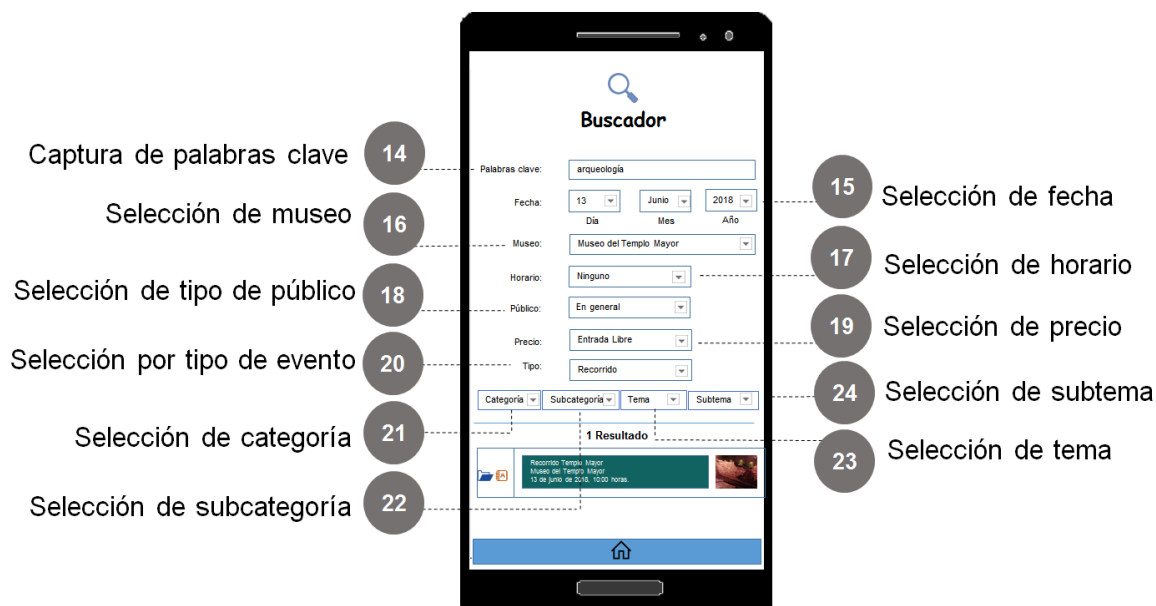 Buscador
Captura de palabras clave 14
Palabras clave: arqueología
Fecha: 13 Junio 2018
Día Mes Año
15 Selección de fecha
Selección de museo 16
Museo: Museo del Templo Mayor
Horario: Ninguno
17 Selección de horario
Selección de tipo de público 18
Público: En general
Precio: Entrada Libre
19 Selección de precio
Selección por tipo de evento 20
Tipo: Recorrido
Categoría Subcategoría Tema Subtema
24 Selección de subtema
Selección de categoría 21
1 Resultado
23 Selección de tema
Recorrido Templo Mayor
Museo del Templo Mayor
13 de junio de 2018, 10:00 horas.
Selección de subcategoría 22